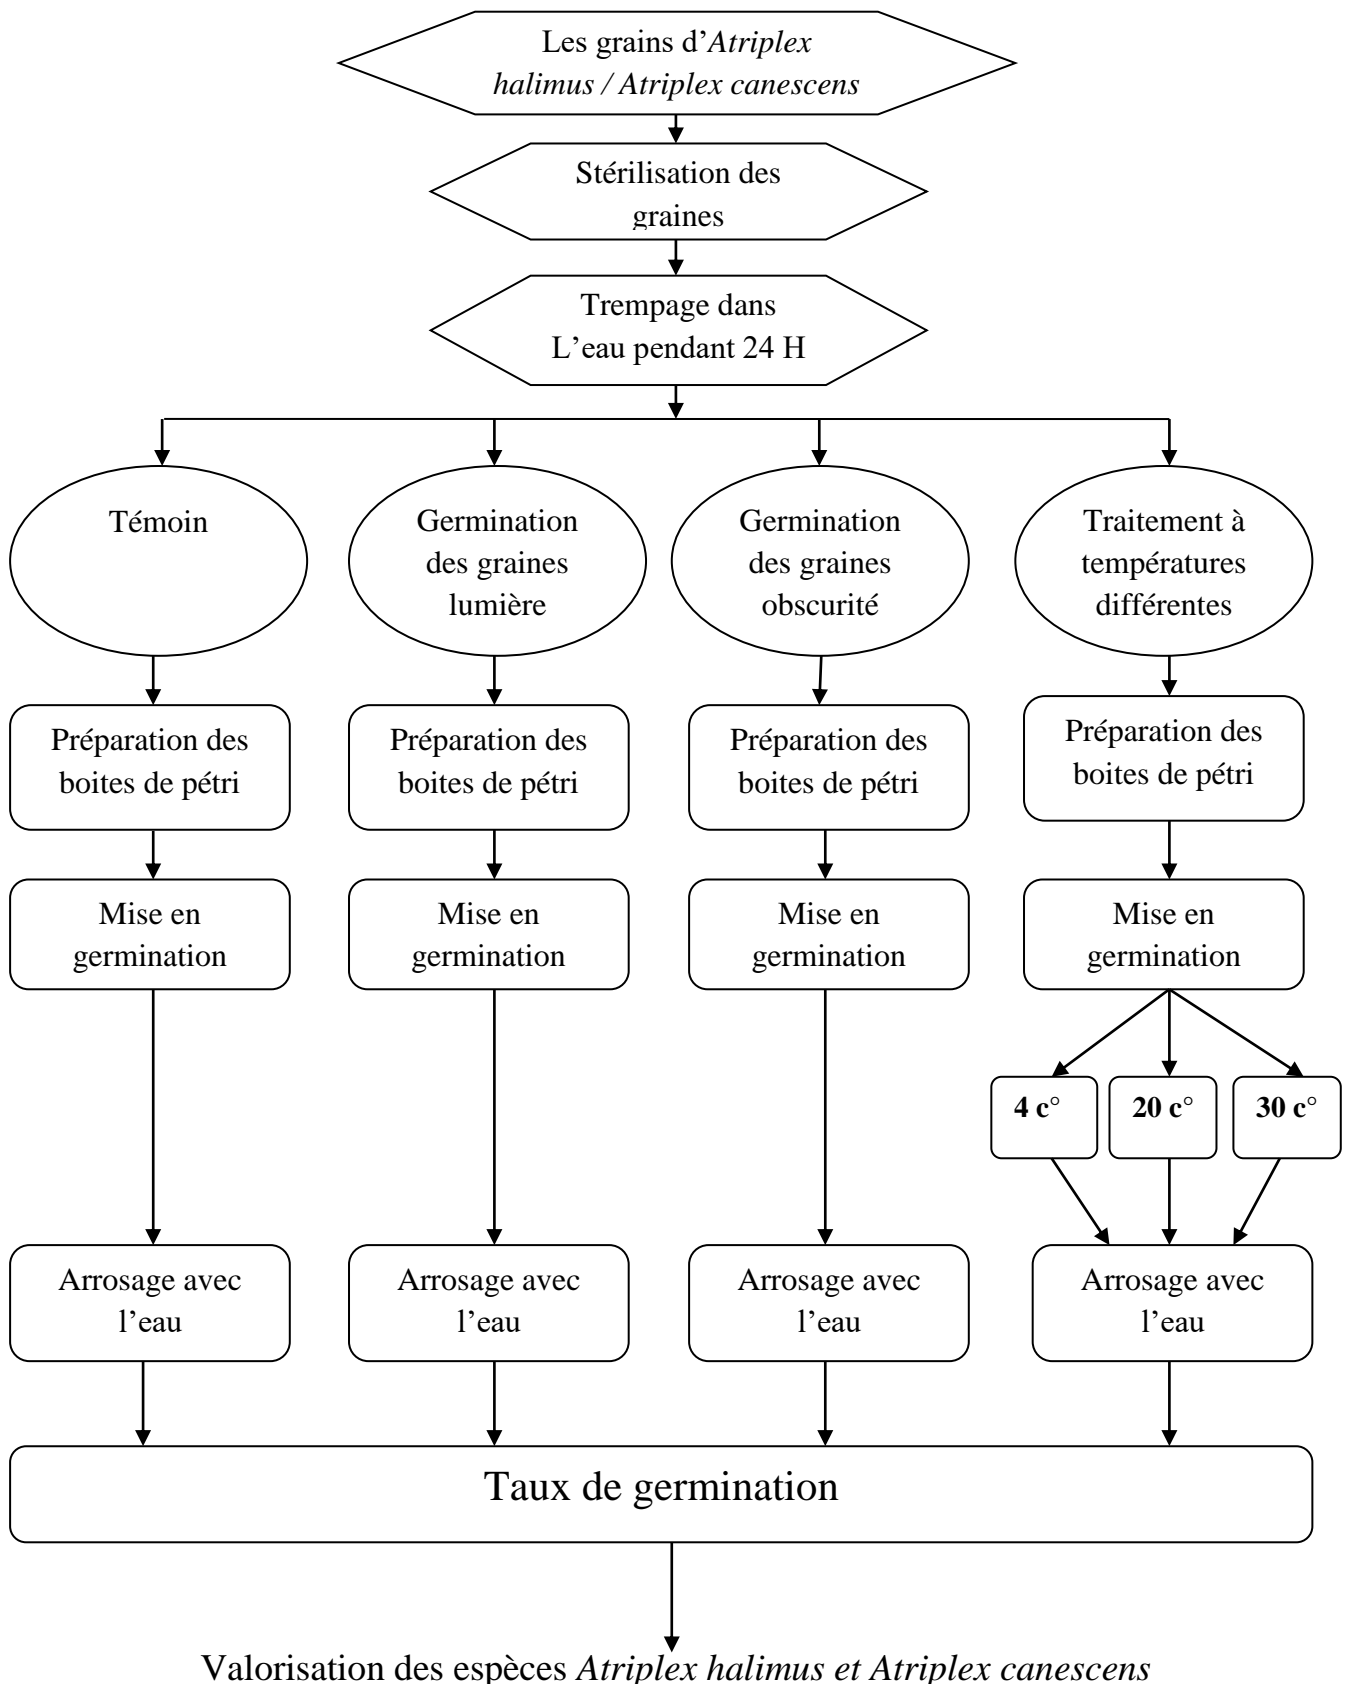 Les grains d’Atriplex
halimus / Atriplex canescens
Stérilisation des
graines
Trempage dans
L’eau pendant 24 H
Témoin
Germination
des graines
lumière
Germination
des graines
obscurité
Traitement à
températures
différentes
Préparation des
boites de pétri
Préparation des
boites de pétri
Préparation des
boites de pétri
Préparation des
boites de pétri
Mise en
germination
Mise en
germination
Mise en
germination
Mise en
germination
4 c°
20 c°
30 c°
Arrosage avec
l’eau
Arrosage avec
l’eau
Arrosage avec
l’eau
Arrosage avec
l’eau
Taux de germination
Valorisation des espèces Atriplex halimus et Atriplex canescens